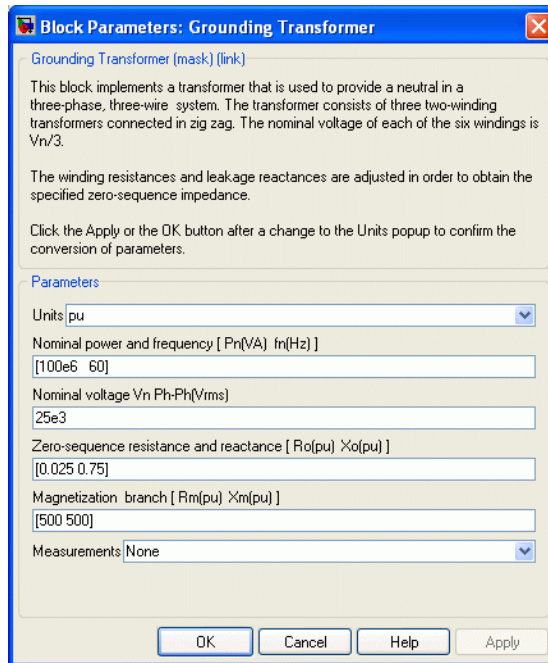 Block Parameters: Grounding Transformer
Grounding Transformer (mask) (link)
This block implements a transformer that is used to provide a neutral in a
three-phase, three-wire system. The transformer consists of three two-winding
transformers connected in zig zag. The nominal voltage of each of the six windings is
Vn/3.
The winding resistances and leakage reactances are adjusted in order to obtain the
specified zero-sequence impedance.
Click the Apply or the OK button after a change to the Units popup to confirm the
conversion of parameters.
Parameters
Units pu
Nominal power and frequency [ Pn(VA) fn(Hz) ]
[100e6 60]
Nominal voltage Vn Ph-Ph(Vrms)
25e3
Zero-sequence resistance and reactance [ Ro(pu) Xo(pu) ]
[0.025 0.75]
Magnetization branch [ Rm(pu) Xm(pu) ]
[500 500]
Measurements None
OK Cancel Help Apply